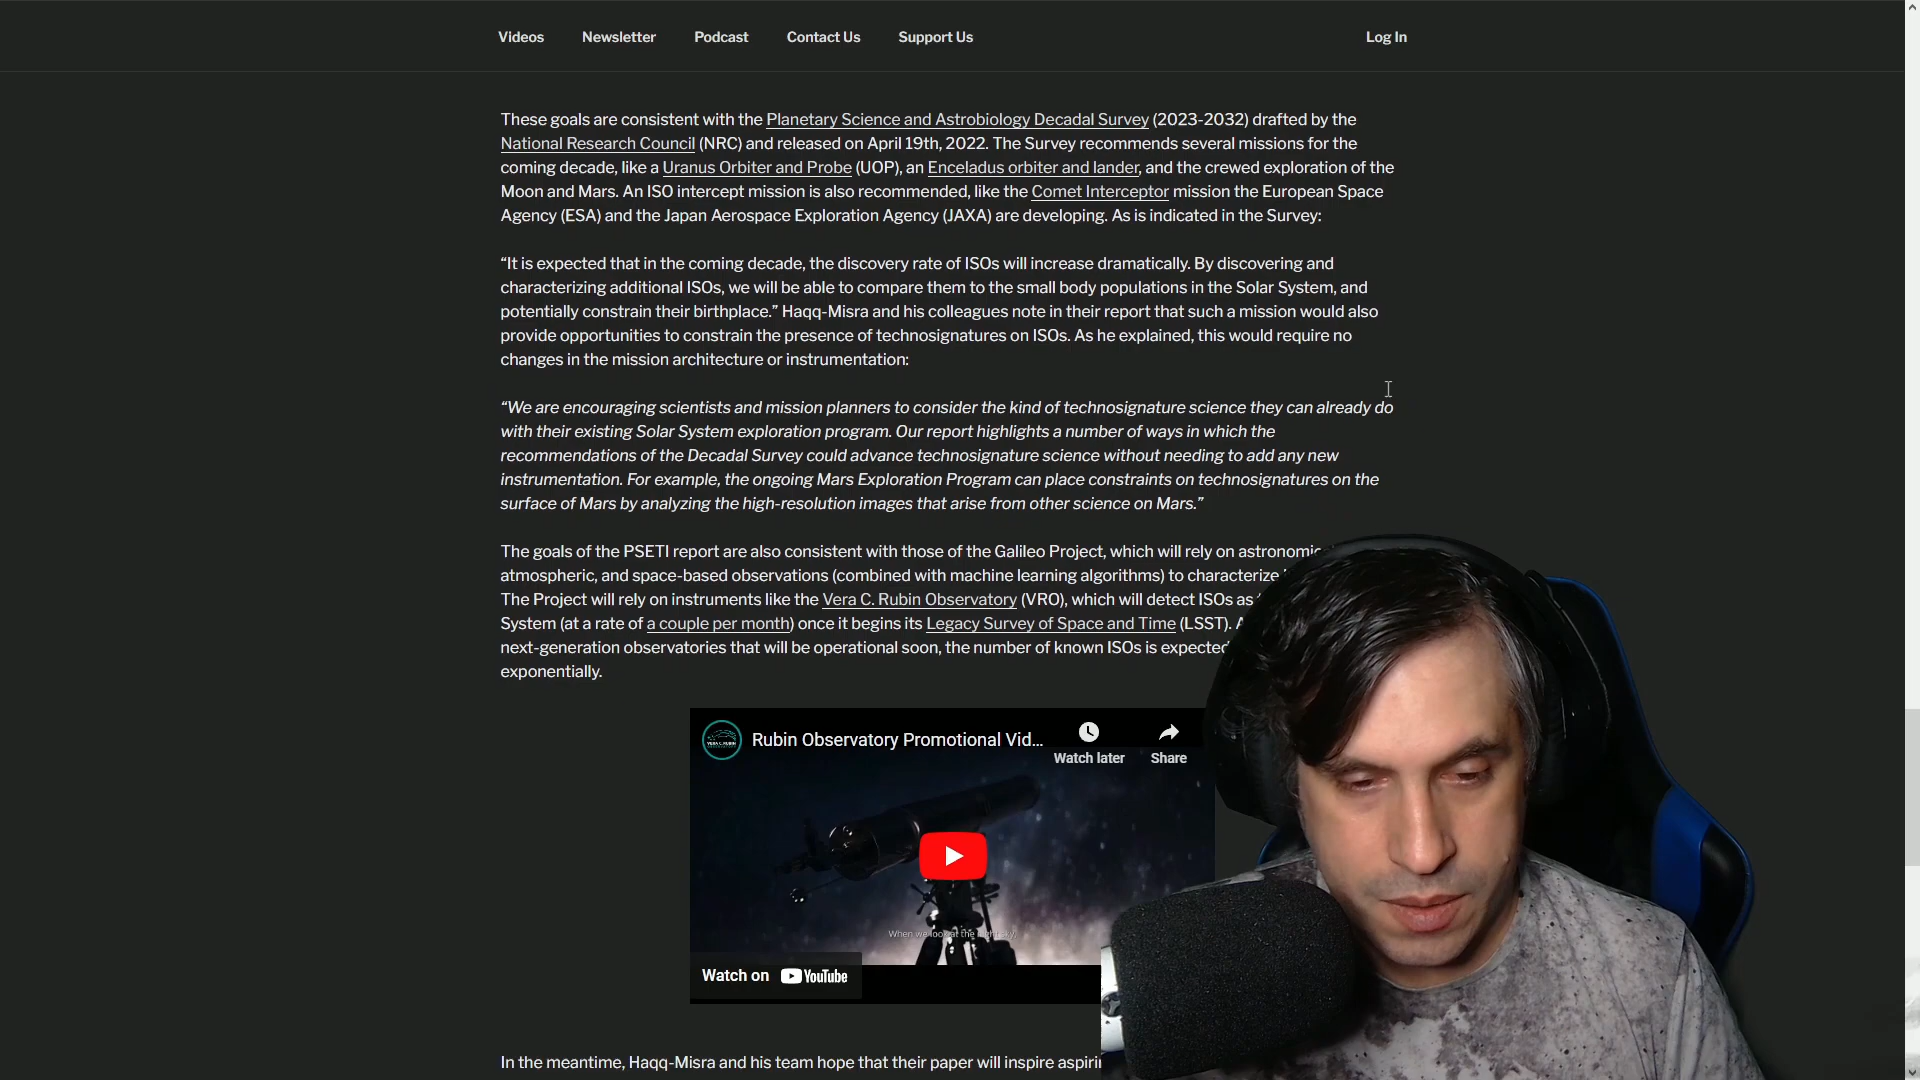 Videos Newsletter Podcast Contact Us Support Us Log In
These goals are consistent with the Planetary Science and Astrobiology Decadal Survey (2023-2032) drafted by the
National Research Council (NRC) and released on April 19th, 2022. The Survey recommends several missions for the
coming decade, like a Uranus Orbiter and Probe (UOP), an Enceladus orbiter and lander, and the crewed exploration of the
Moon and Mars. An ISO intercept mission is also recommended, like the Comet Interceptor mission the European Space
Agency (ESA) and the Japan Aerospace Exploration Agency (JAXA) are developing. As is indicated in the Survey:
“It is expected that in the coming decade, the discovery rate of ISOs will increase dramatically. By discovering and
characterizing additional ISOs, we will be able to compare them to the small body populations in the Solar System, and
potentially constrain their birthplace.” Haqq-Misra and his colleagues note in their report that such a mission would also
provide opportunities to constrain the presence of technosignatures on ISOs. As he explained, this would require no
changes in the mission architecture or instrumentation:
“We are encouraging scientists and mission planners to consider the kind of technosignature science they can already do
with their existing Solar System exploration program. Our report highlights a number of ways in which the
recommendations of the Decadal Survey could advance technosignature science without needing to add any new
instrumentation. For example, the ongoing Mars Exploration Program can place constraints on technosignatures on the
surface of Mars by analyzing the high-resolution images that arise from other science on Mars.”
The goals of the PSETI report are also consistent with those of the Galileo Project, which will rely on astronomic
atmospheric, and space-based observations (combined with machine learning algorithms) to characterize
The Project will rely on instruments like the Vera C. Rubin Observatory (VRO), which will detect ISOs as
System (at a rate of a couple per month) once it begins its Legacy Survey of Space and Time (LSST).
next-generation observatories that will be operational soon, the number of known ISOs is expected
exponentially.
VERA C. RUBIN
Rubin Observatory Promotional Vid...
Watch later Share
When we look at the night sky,
Watch on YouTube
In the meantime, Haqq-Misra and his team hope that their paper will inspire aspiri